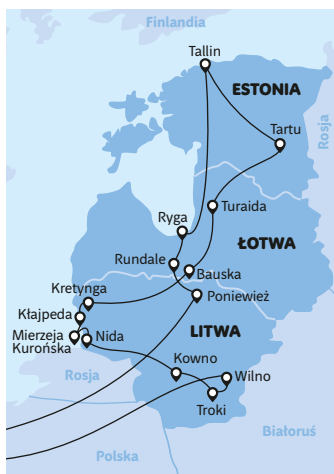 Finlandia
Tallin
ESTONIA
Tartu
Rosja
Turaida
Ryga
ŁOTWA
Rundale
Bauska
Kretynga
Poniewież
Kłajpeda
Mierzeja
Kurońska
Nida
LITWA
Kowno
Wilno
Rosja
Troki
Białoruś
Polska